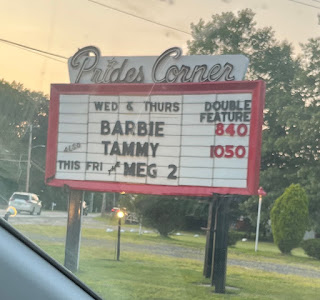 Prides Corner
WED & THURS DOUBLE FEATURE
BARBIE 840
ALSO TAMMY 1050
THIS FRI MEG 2